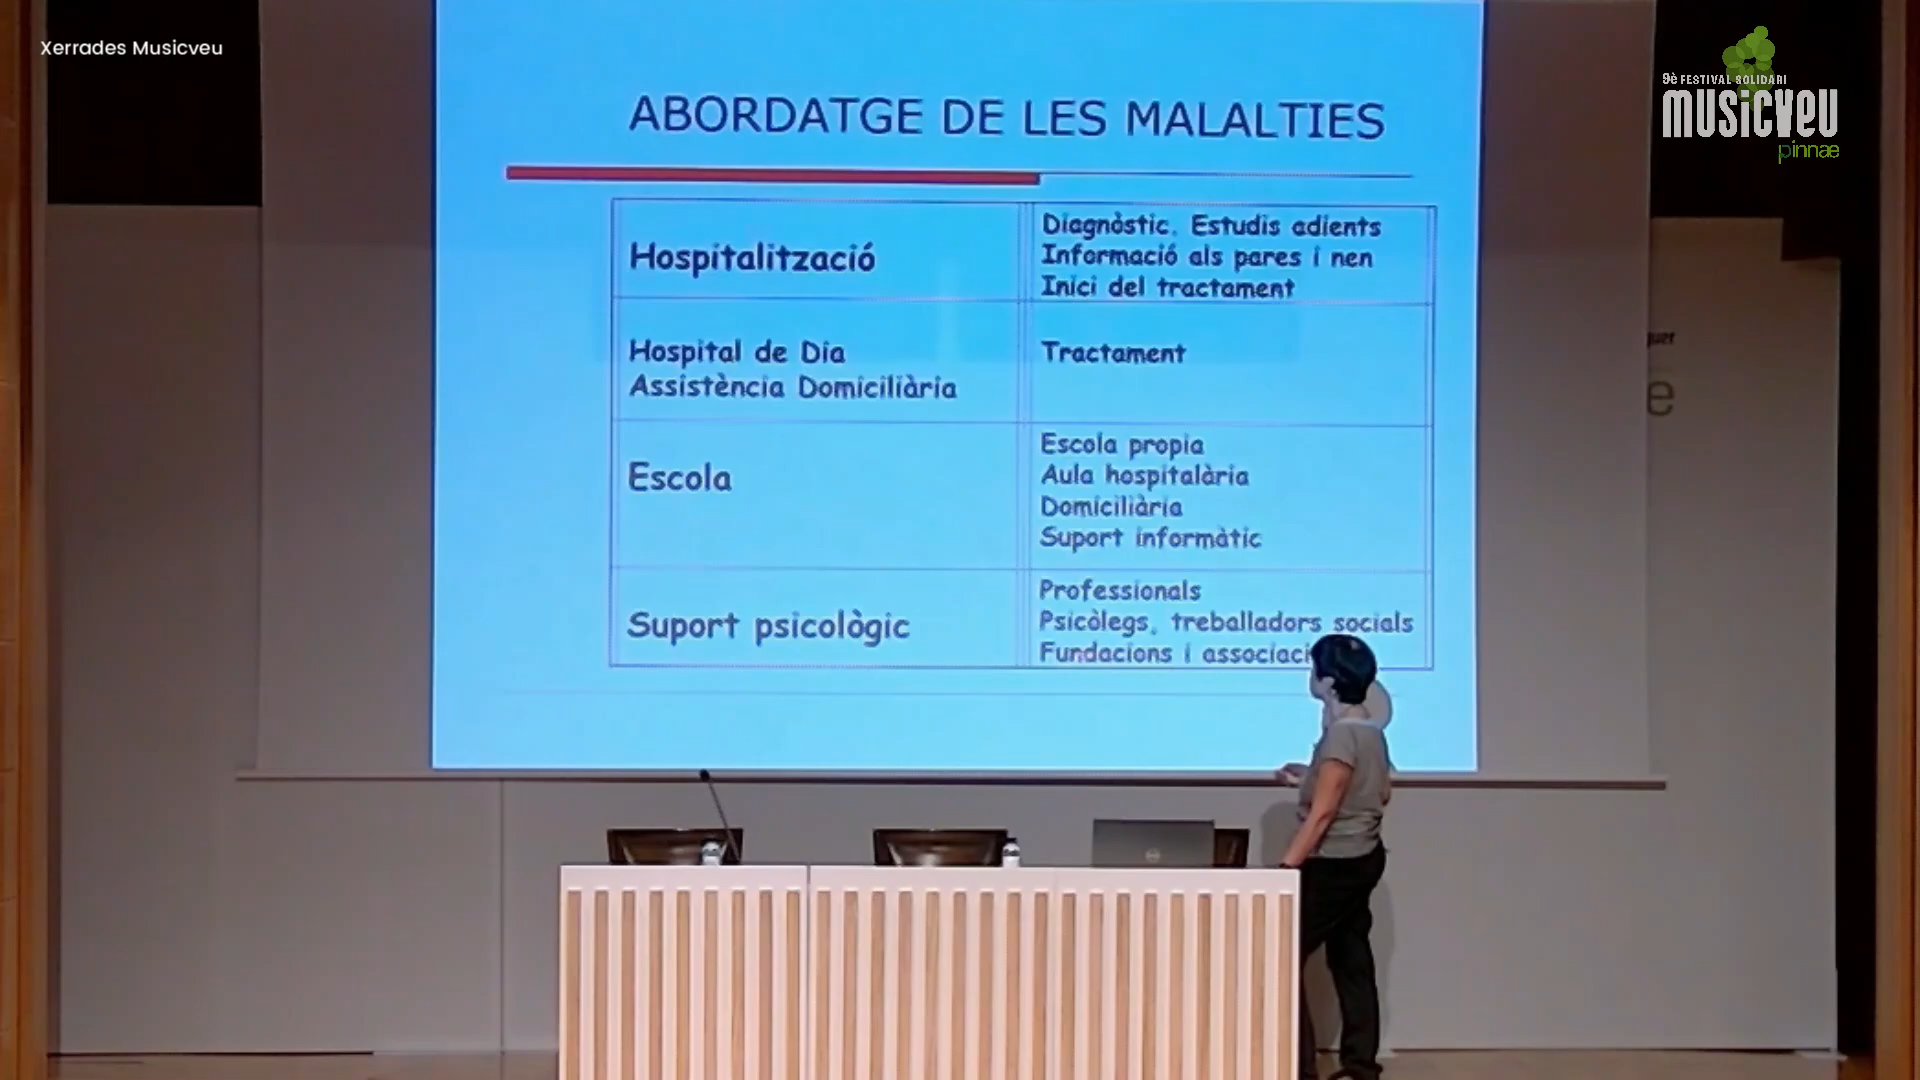 Xerrades Musicveu
9è FESTIVAL SOLIDARI
MUSICVEU
pinnae
ABORDATGE DE LES MALALTIES
Hospitalització
Diagnòstic. Estudis adients
Informació als pares i nen
Inici del tractament
Hospital de Dia
Assistència Domiciliària
Tractament
Escola
Escola propia
Aula hospitalària
Domiciliària
Suport informàtic
Suport psicològic
Professionals
Psicòlegs, treballadors socials
Fundacions i